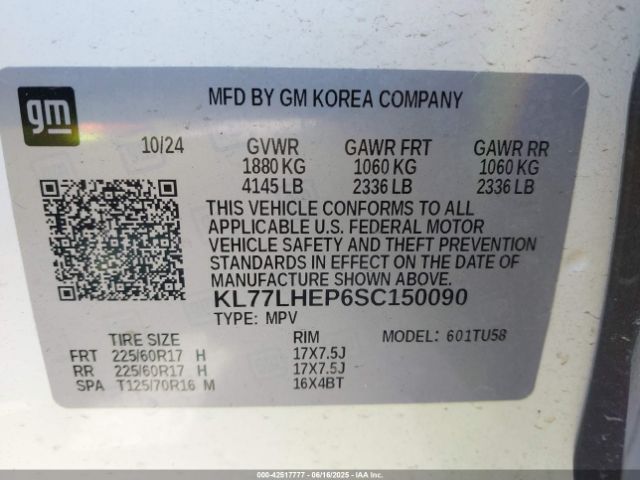 gm
MFD BY GM KOREA COMPANY
10/24 GVWR GAWR FRT GAWR RR
1880 KG 1060 KG 1060 KG
4145 LB 2336 LB 2336 LB
THIS VEHICLE CONFORMS TO ALL
APPLICABLE U.S. FEDERAL MOTOR
VEHICLE SAFETY AND THEFT PREVENTION
STANDARDS IN EFFECT ON THE DATE OF
MANUFACTURE SHOWN ABOVE.
KL77LHEP6SC150090
TYPE: MPV
TIRE SIZE RIM MODEL: 601TU58
FRT 225/60R17 H 17X7.5J
RR 225/60R17 H 17X7.5J
SPA T125/70R16 M 16X4BT
000-42517777 - 06/16/2025 - IAAI.COM